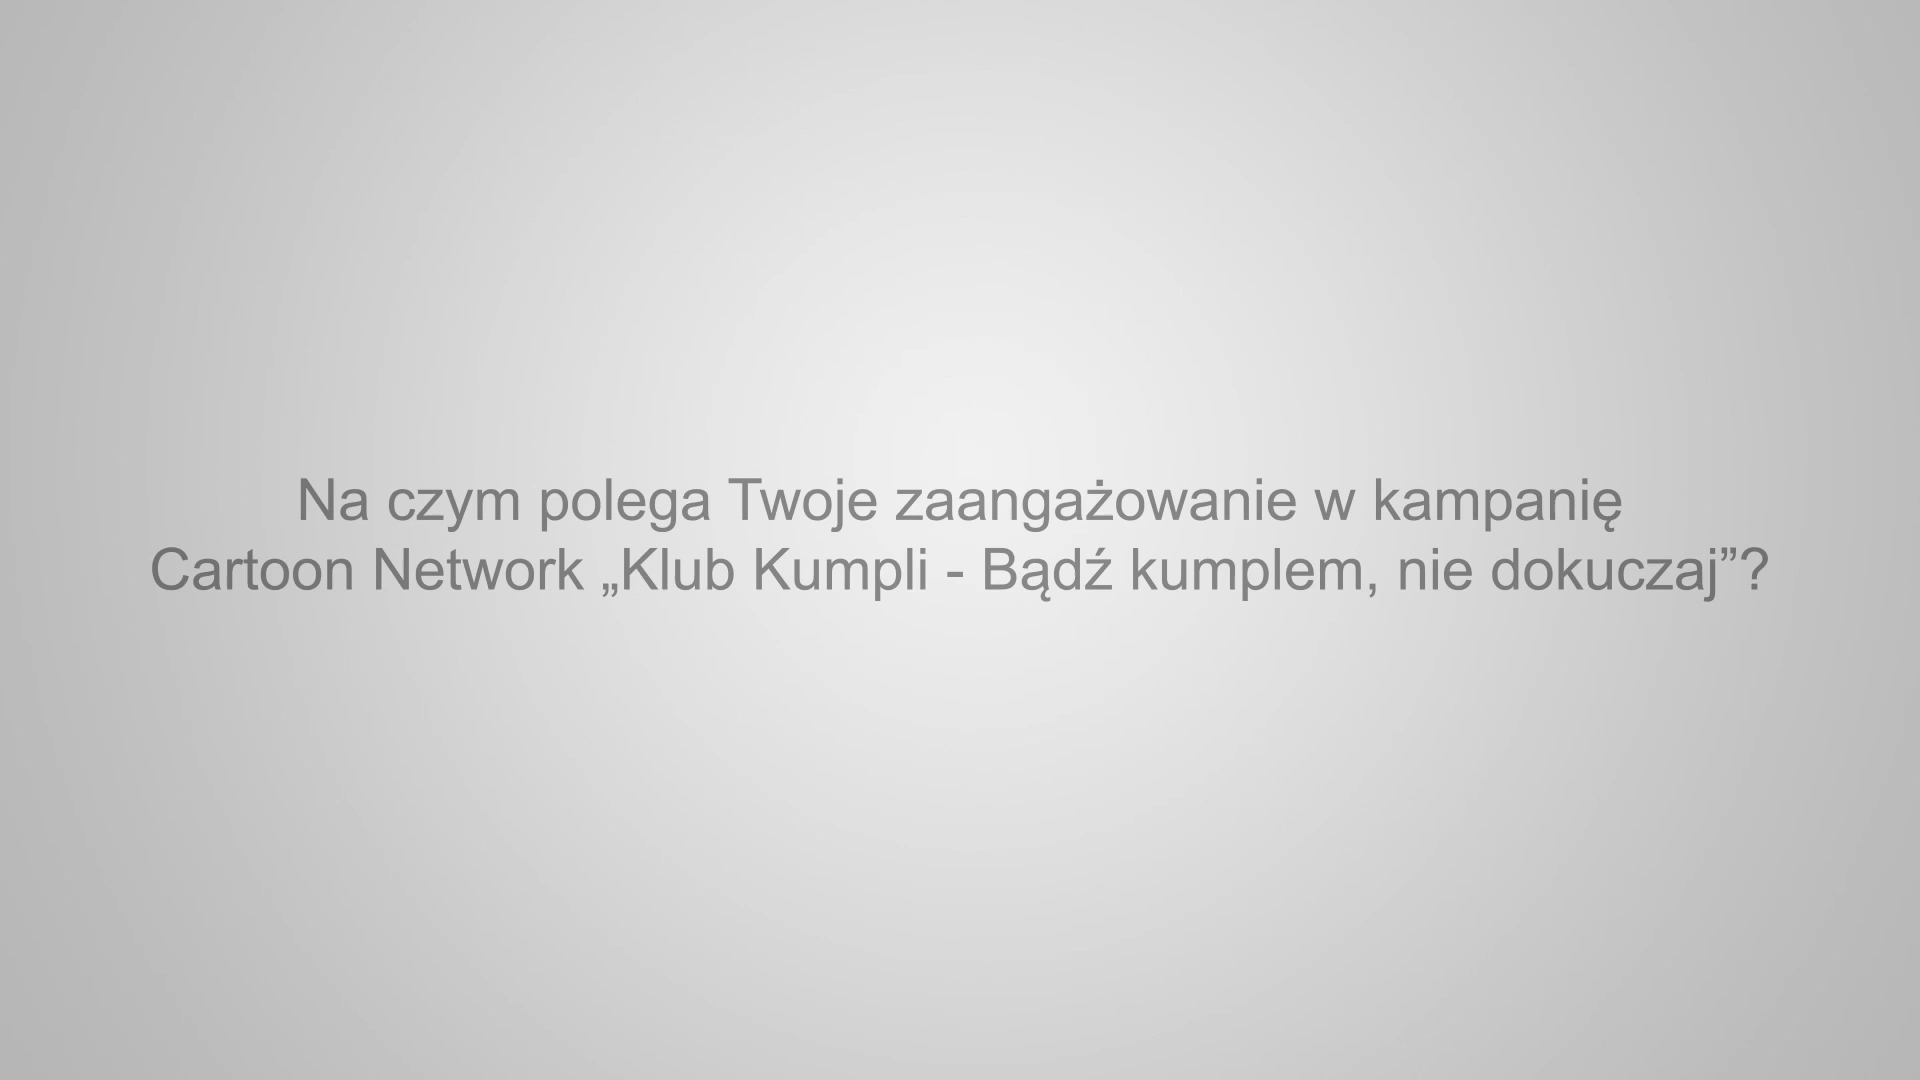 Na czym polega Twoje zaangażowanie w kampanię
Cartoon Network „Klub Kumpli - Bądź kumplem, nie dokuczaj”?